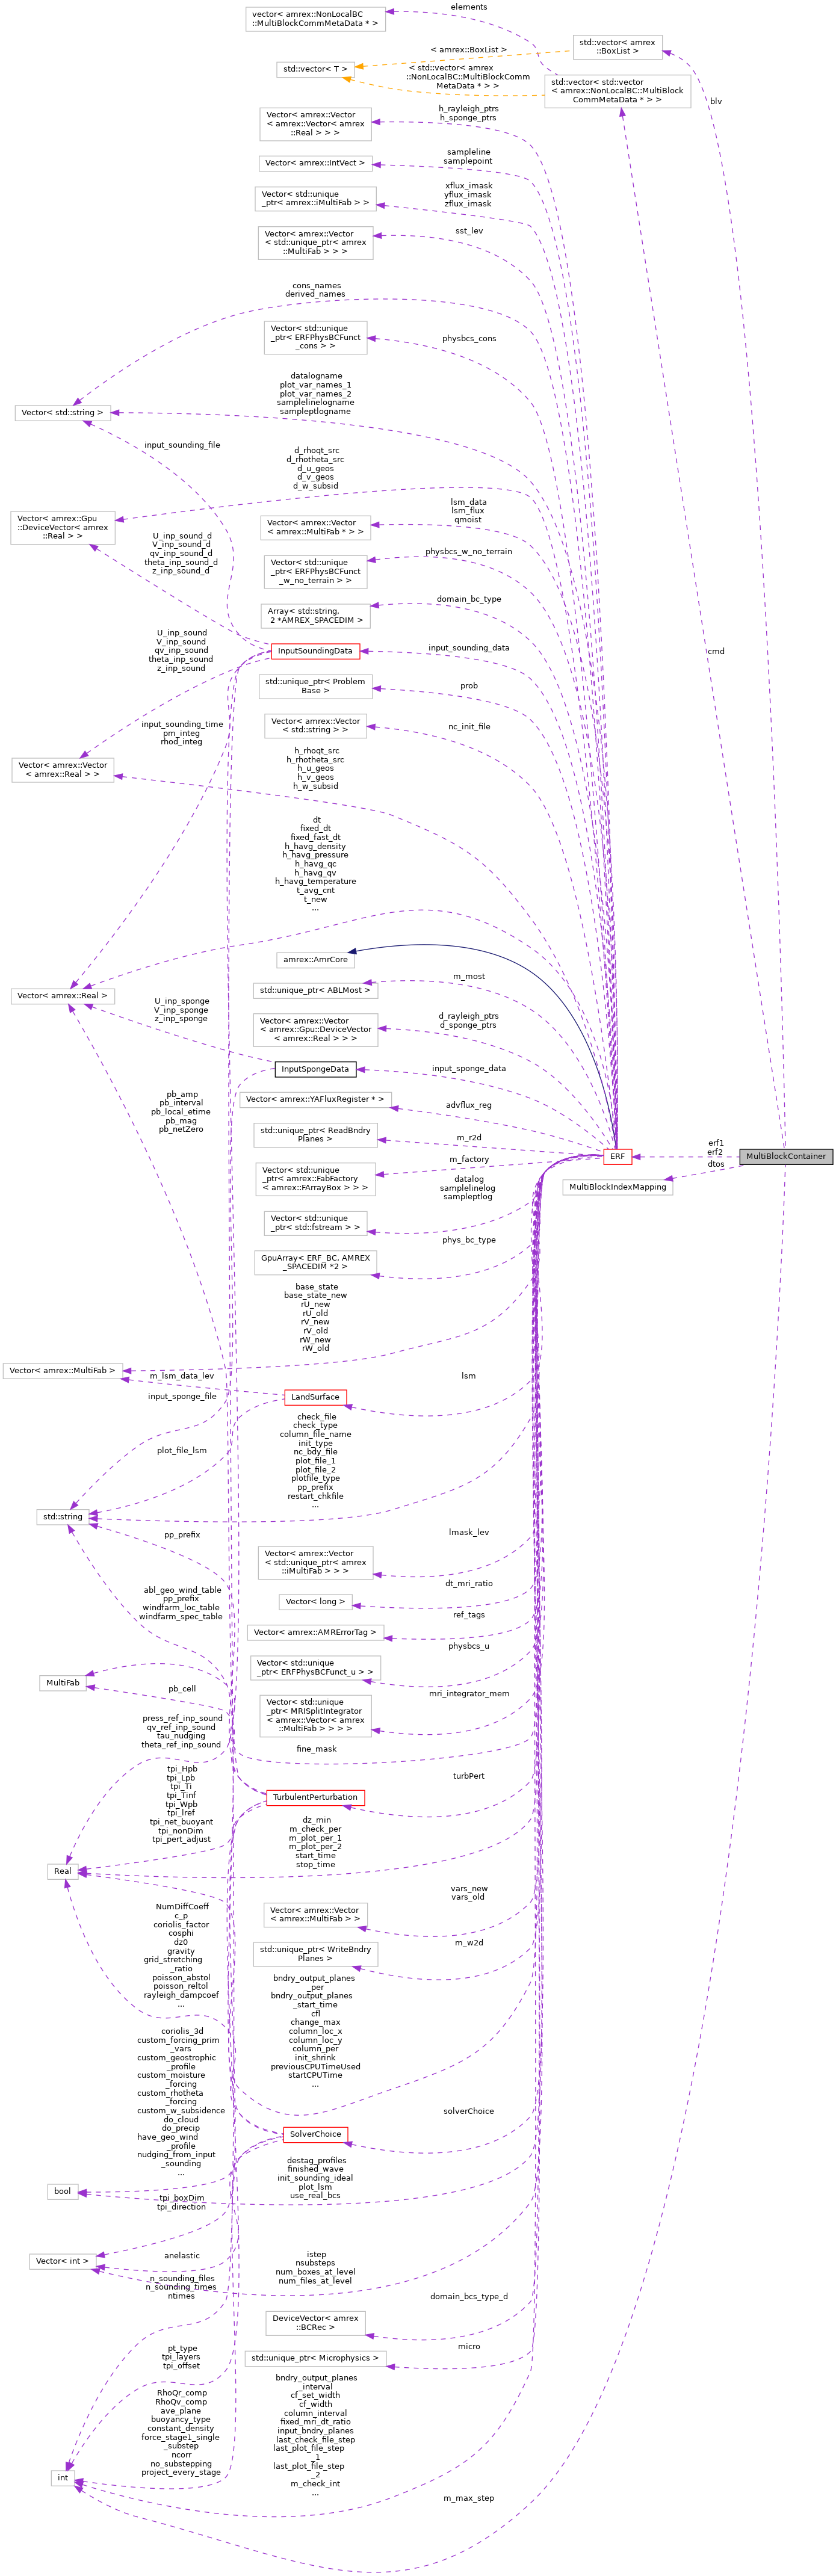 elements
vector< amrex::NonLocalBC
::MultiBlockCommMetaData * >
std::vector< amrex
::BoxList >
< amrex::BoxList >
std::vector< T >
< std::vector< amrex
::NonLocalBC::MultiBlockComm
MetaData * > >
std::vector< std::vector
< amrex::NonLocalBC::MultiBlock
CommMetaData * > >
blv
h_rayleigh_ptrs
h_sponge_ptrs
Vector< amrex::Vector
< amrex::Vector< amrex
::Real > > >
sampleline
samplepoint
Vector< amrex::IntVect >
xflux_imask
yflux_imask
zflux_imask
Vector< std::unique
_ptr< amrex::iMultiFab > >
sst_lev
Vector< amrex::Vector
< std::unique_ptr< amrex
::MultiFab > > >
cons_names
derived_names
physbcs_cons
Vector< std::unique
_ptr< ERFPhysBCFunct
_cons > >
datalogname
plot_var_names_1
plot_var_names_2
samplelinelogname
sampleptlogname
Vector< std::string >
input_sounding_file
d_rhoqt_src
d_rhotheta_src
d_u_geos
d_v_geos
d_w_subsid
Vector< amrex::Gpu
::DeviceVector< amrex
::Real > >
lsm_data
lsm_flux
qmoist
Vector< amrex::Vector
< amrex::MultiFab * > >
U_inp_sound_d
V_inp_sound_d
qv_inp_sound_d
theta_inp_sound_d
z_inp_sound_d
physbcs_w_no_terrain
Vector< std::unique
_ptr< ERFPhysBCFunct
_w_no_terrain > >
domain_bc_type
Array< std::string,
2 *AMREX_SPACEDIM >
U_inp_sound
V_inp_sound
qv_inp_sound
theta_inp_sound
z_inp_sound
InputSoundingData
input_sounding_data
cmd
std::unique_ptr< Problem
Base >
prob
input_sounding_time
pm_integ
rhod_integ
Vector< amrex::Vector
< std::string > >
nc_init_file
Vector< amrex::Vector
< amrex::Real > >
h_rhoqt_src
h_rhotheta_src
h_u_geos
h_v_geos
h_w_subsid
dt
fixed_dt
fixed_fast_dt
h_havg_density
h_havg_pressure
h_havg_qc
h_havg_qv
h_havg_temperature
t_avg_cnt
t_new
...
amrex::AmrCore
m_most
std::unique_ptr< ABLMost >
Vector< amrex::Real >
U_inp_sponge
V_inp_sponge
z_inp_sponge
d_rayleigh_ptrs
d_sponge_ptrs
Vector< amrex::Vector
< amrex::Gpu::DeviceVector
< amrex::Real > > >
InputSpongeData
input_sponge_data
pb_amp
pb_interval
pb_local_etime
pb_mag
pb_netZero
Vector< amrex::YAFluxRegister * >
advflux_reg
std::unique_ptr< ReadBndry
Planes >
m_r2d
ERF
erf1
erf2
dtos
MultiBlockContainer
m_factory
Vector< std::unique
_ptr< amrex::FabFactory
< amrex::FArrayBox > > >
MultiBlockIndexMapping
datalog
samplelinelog
sampleptlog
Vector< std::unique
_ptr< std::fstream > >
phys_bc_type
GpuArray< ERF_BC, AMREX
_SPACEDIM *2 >
base_state
base_state_new
rU_new
rU_old
rV_new
rV_old
rW_new
rW_old
Vector< amrex::MultiFab >
m_lsm_data_lev
lsm
input_sponge_file
LandSurface
plot_file_lsm
check_file
check_type
column_file_name
init_type
nc_bdy_file
plot_file_1
plot_file_2
plotfile_type
pp_prefix
restart_chkfile
...
std::string
pp_prefix
lmask_lev
Vector< amrex::Vector
< std::unique_ptr< amrex
::iMultiFab > > >
abl_geo_wind_table
pp_prefix
windfarm_loc_table
windfarm_spec_table
dt_mri_ratio
Vector< long >
ref_tags
Vector< amrex::AMRErrorTag >
physbcs_u
Vector< std::unique
_ptr< ERFPhysBCFunct_u > >
MultiFab
pb_cell
mri_integrator_mem
Vector< std::unique
_ptr< MRISplitIntegrator
< amrex::Vector< amrex
::MultiFab > > > >
press_ref_inp_sound
qv_ref_inp_sound
tau_nudging
theta_ref_inp_sound
fine_mask
tpi_Hpb
tpi_Lpb
tpi_Ti
tpi_Tinf
tpi_Wpb
tpi_lref
tpi_net_buoyant
tpi_nonDim
tpi_pert_adjust
TurbulentPerturbation
turbPert
dz_min
m_check_per
m_plot_per_1
m_plot_per_2
start_time
stop_time
Real
vars_new
vars_old
Vector< amrex::Vector
< amrex::MultiFab > >
NumDiffCoeff
c_p
coriolis_factor
cosphi
dz0
gravity
grid_stretching
_ratio
poisson_abstol
poisson_reltol
rayleigh_dampcoef
...
m_w2d
std::unique_ptr< WriteBndry
Planes >
bndry_output_planes
_per
bndry_output_planes
_start_time
cfl
change_max
column_loc_x
column_loc_y
column_per
init_shrink
previousCPUTimeUsed
startCPUTime
...
coriolis_3d
custom_forcing_prim
_vars
custom_geostrophic
_profile
custom_moisture
_forcing
custom_rhotheta
_forcing
custom_w_subsidence
do_cloud
do_precip
have_geo_wind
_profile
nudging_from_input
_sounding
...
SolverChoice
solverChoice
destag_profiles
finished_wave
init_sounding_ideal
plot_lsm
use_real_bcs
bool
tpi_boxDim
tpi_direction
Vector< int >
anelastic
istep
nsubsteps
num_boxes_at_level
num_files_at_level
n_sounding_files
n_sounding_times
ntimes
domain_bcs_type_d
DeviceVector< amrex
::BCRec >
micro
std::unique_ptr< Microphysics >
pt_type
tpi_layers
tpi_offset
RhoQr_comp
RhoQv_comp
ave_plane
buoyancy_type
constant_density
force_stage1_single
_substep
ncorr
no_substepping
project_every_stage
bndry_output_planes
_interval
cf_set_width
cf_width
column_interval
fixed_mri_dt_ratio
input_bndry_planes
last_check_file_step
last_plot_file_step
_1
last_plot_file_step
_2
m_check_int
...
int
m_max_step